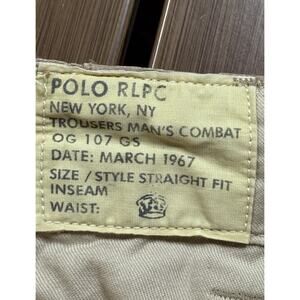 POLO RLPC
NEW YORK, NY
TROUSERS MAN'S COMBAT
OG 107 GS
DATE: MARCH 1967
SIZE / STYLE STRAIGHT FIT
INSEAM
WAIST: